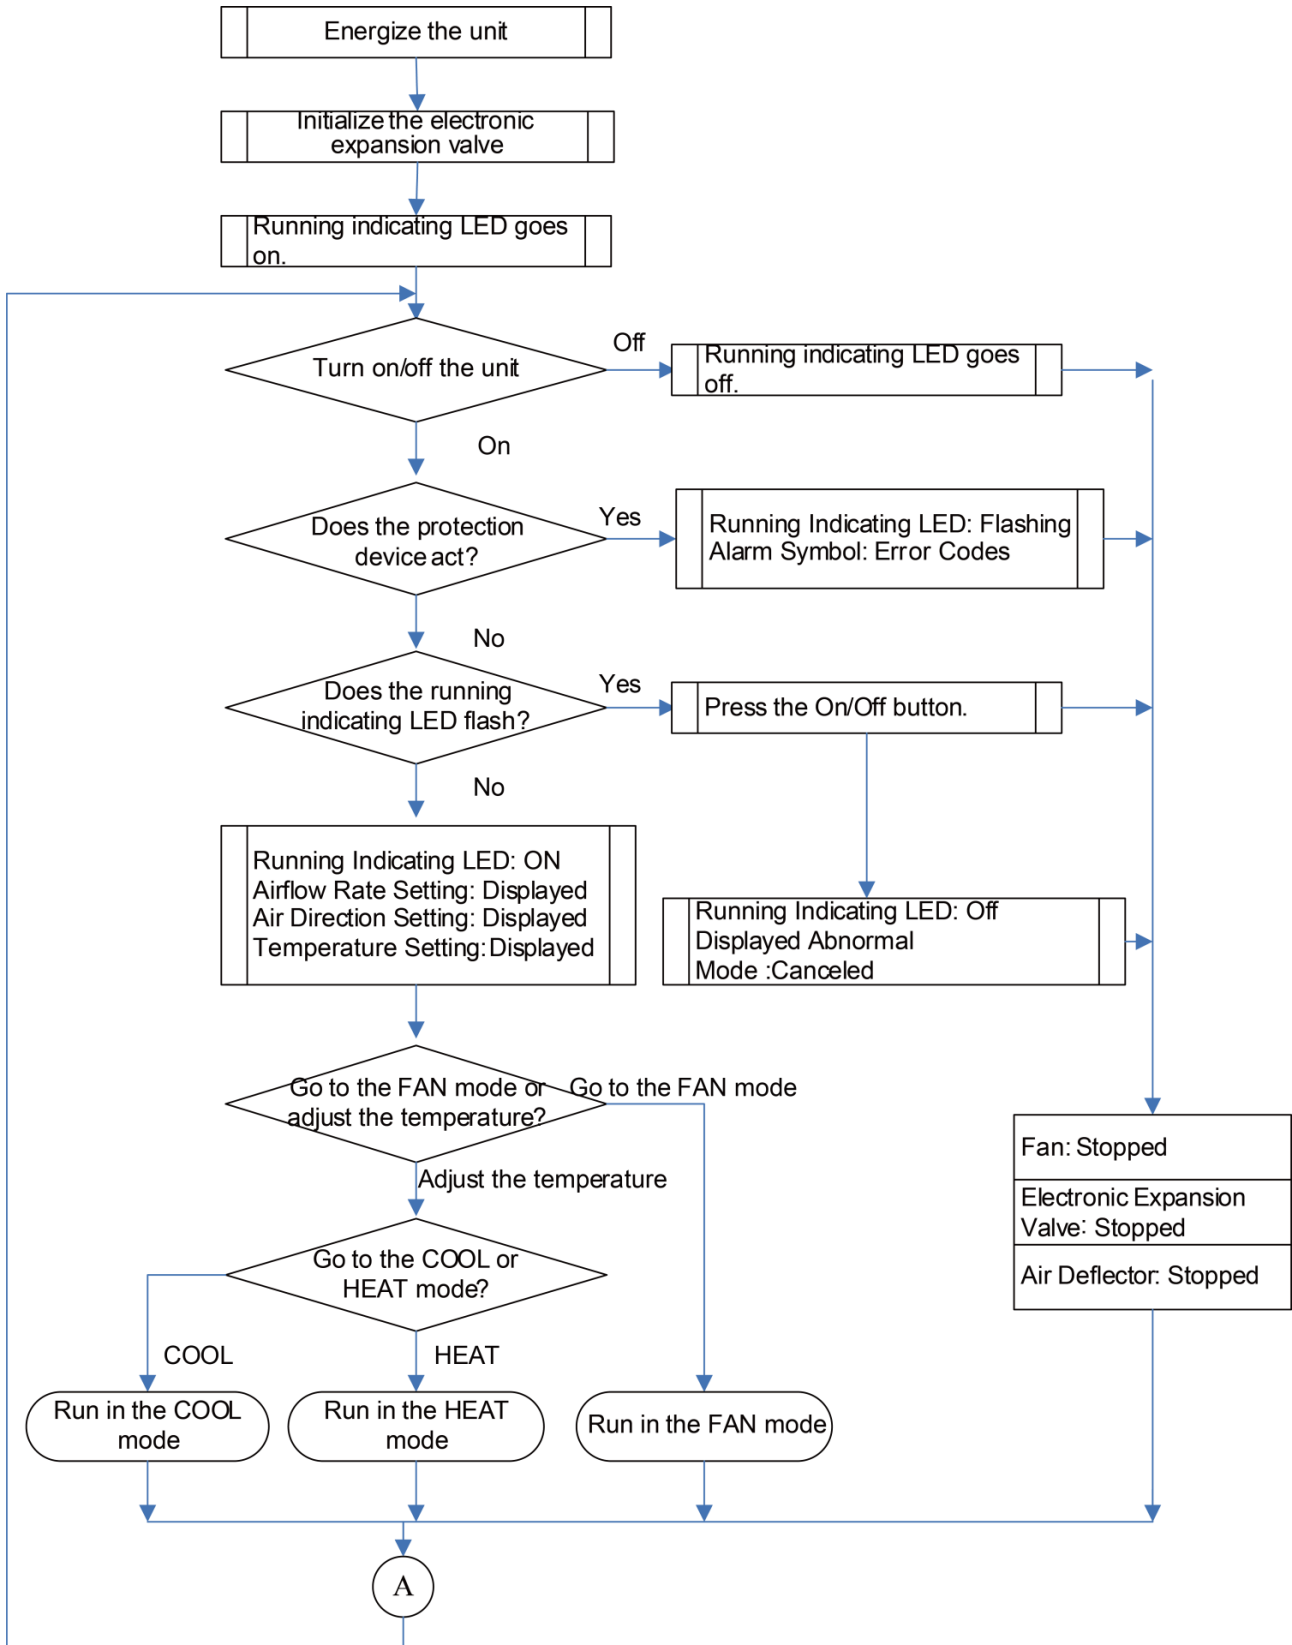 Energize the unit
Initialize the electronic
expansion valve
Running indicating LED goes
on.
Turn on/off the unit
Off
Running indicating LED goes
off.
On
Does the protection
device act?
Yes
Running Indicating LED: Flashing
Alarm Symbol: Error Codes
No
Does the running
indicating LED flash?
Yes
Press the On/Off button.
No
Running Indicating LED: ON
Airflow Rate Setting: Displayed
Air Direction Setting: Displayed
Temperature Setting: Displayed
Running Indicating LED: Off
Displayed Abnormal
Mode :Canceled
Go to the FAN mode or
adjust the temperature?
Go to the FAN mode
Adjust the temperature
Fan: Stopped
Electronic Expansion
Valve: Stopped
Air Deflector: Stopped
Go to the COOL or
HEAT mode?
COOL
HEAT
Run in the COOL
mode
Run in the HEAT
mode
Run in the FAN mode
A